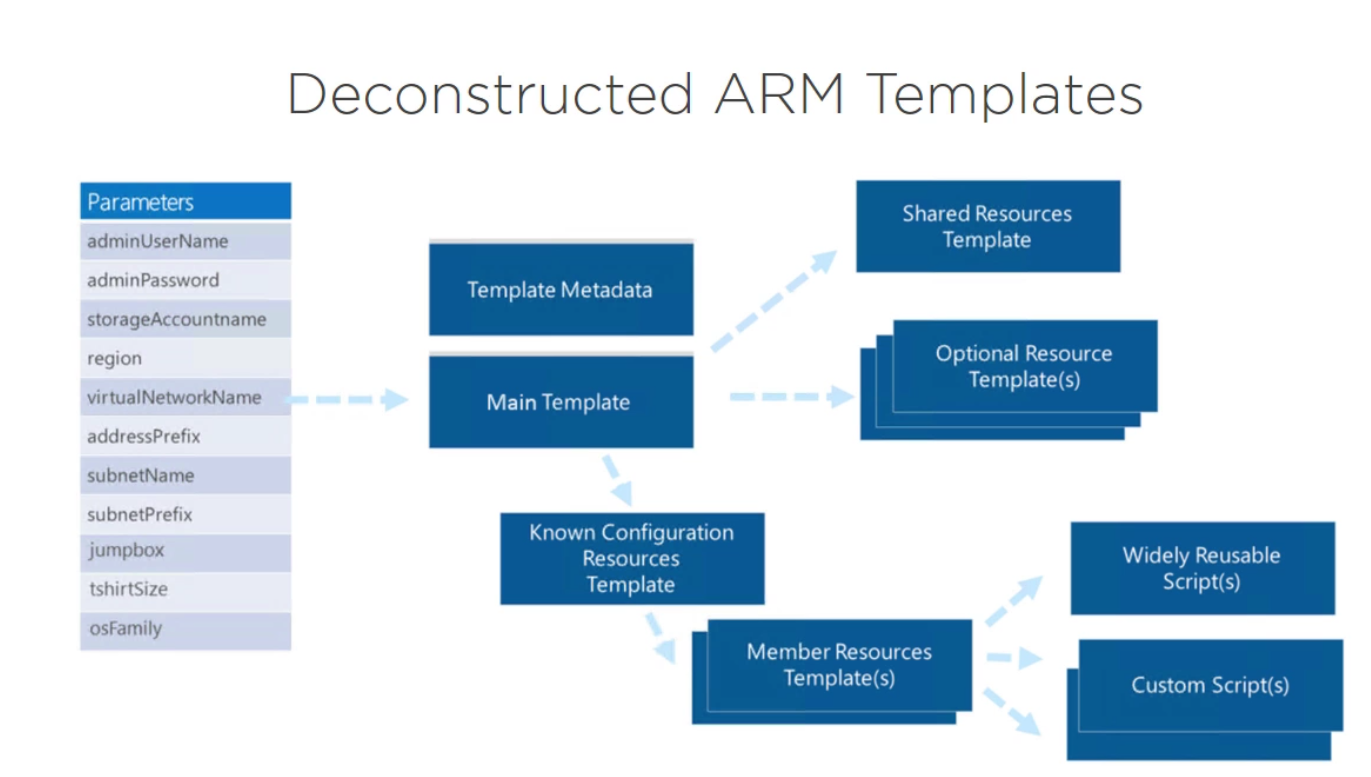 Deconstructed ARM Templates
Parameters
adminUserName
adminPassword
storageAccountname
region
virtualNetworkName
addressPrefix
subnetName
subnetPrefix
jumpbox
tshirtSize
osFamily
Template Metadata
Main Template
Shared Resources
Template
Optional Resource
Template(s)
Known Configuration
Resources
Template
Member Resources
Template(s)
Widely Reusable
Script(s)
Custom Script(s)